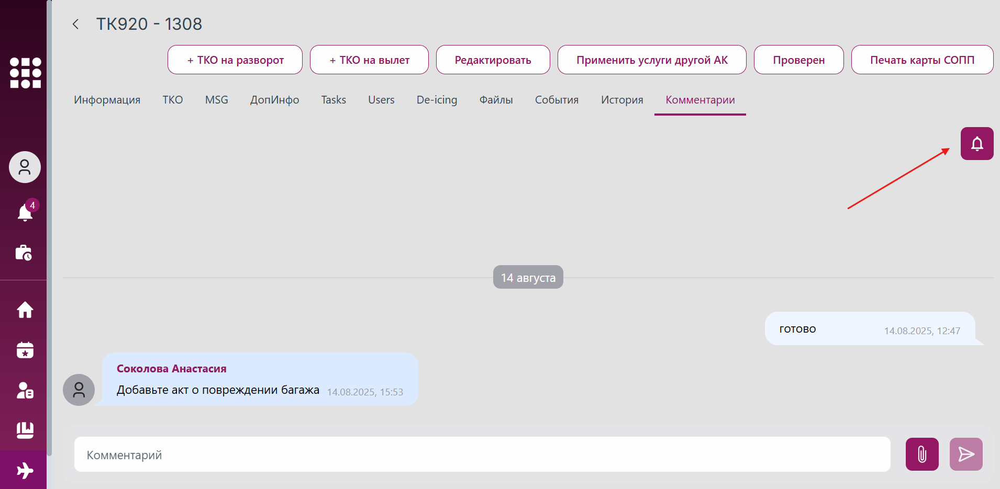 ТК920 - 1308
+ ТКО на разворот
+ ТКО на вылет
Редактировать
Применить услуги другой АК
Проверен
Печать карты СОПП
Информация
ТКО
MSG
ДопИнфо
Tasks
Users
De-icing
Файлы
События
История
Комментарии
4
14 августа
готово
14.08.2025, 12:47
Соколова Анастасия
Добавьте акт о повреждении багажа 14.08.2025, 15:53
Комментарий